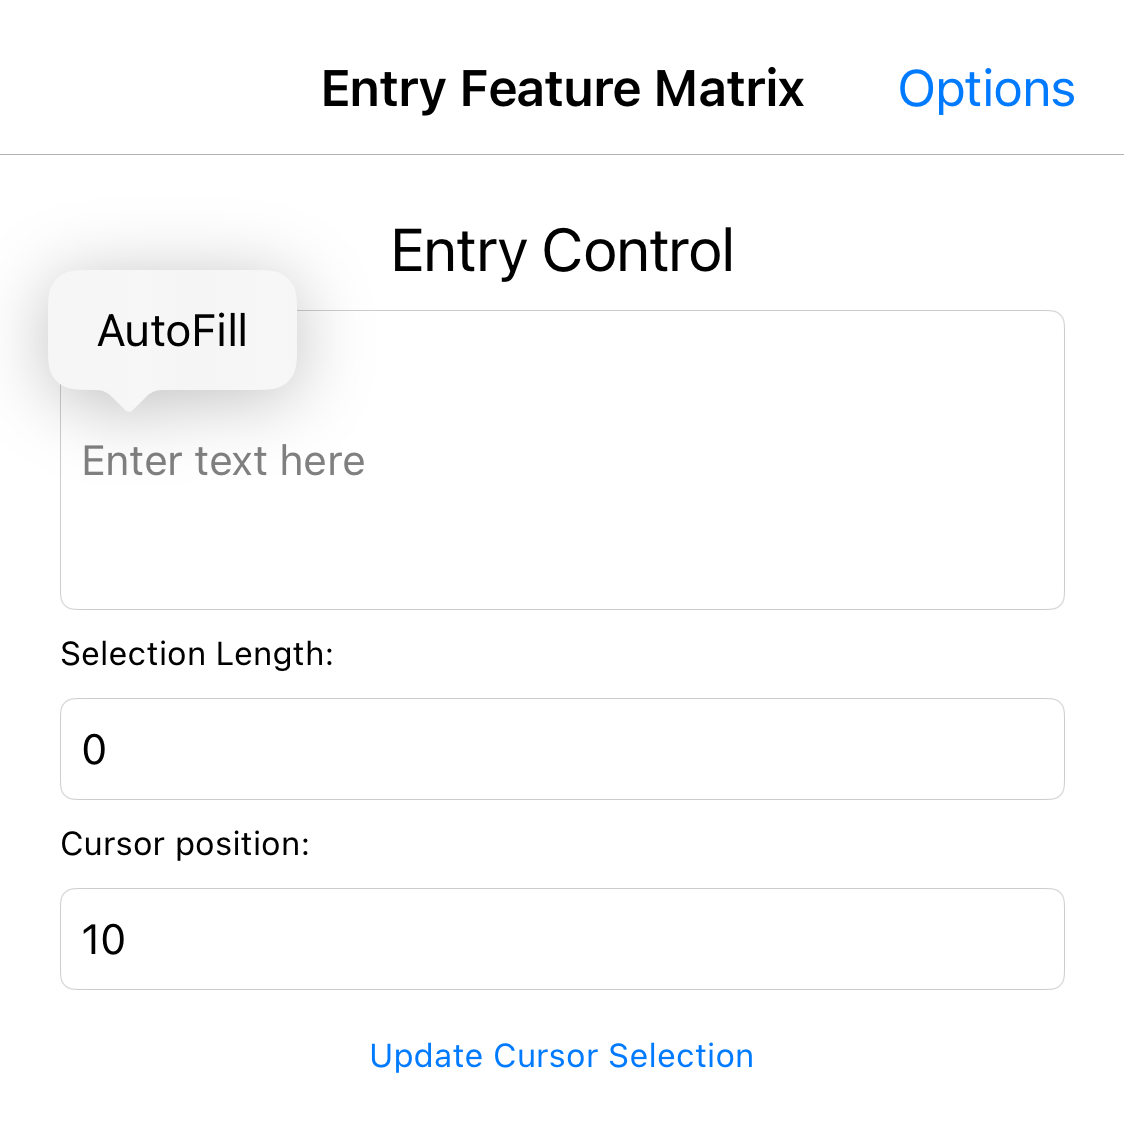 Entry Feature Matrix
Options
Entry Control
AutoFill
Enter text here
Selection Length:
0
Cursor position:
10
Update Cursor Selection